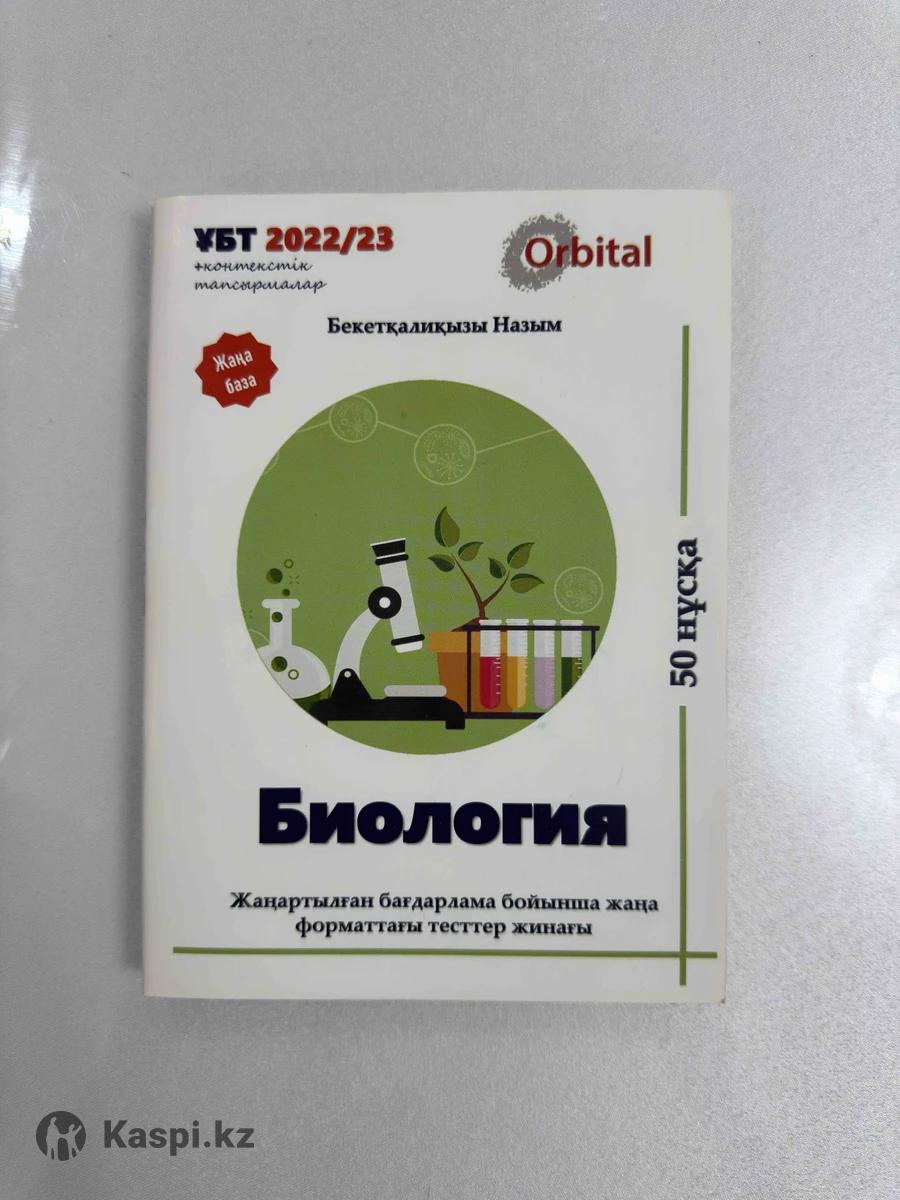 ҰБТ 2022/23
+контекстік
тапсырмалар
Orbital
Бекетқалиқызы Назым
Жаңа
база
50 нұсқа
Биология
Жаңартылған бағдарлама бойынша жаңа
форматтағы тесттер жинағы
Kaspi.kz